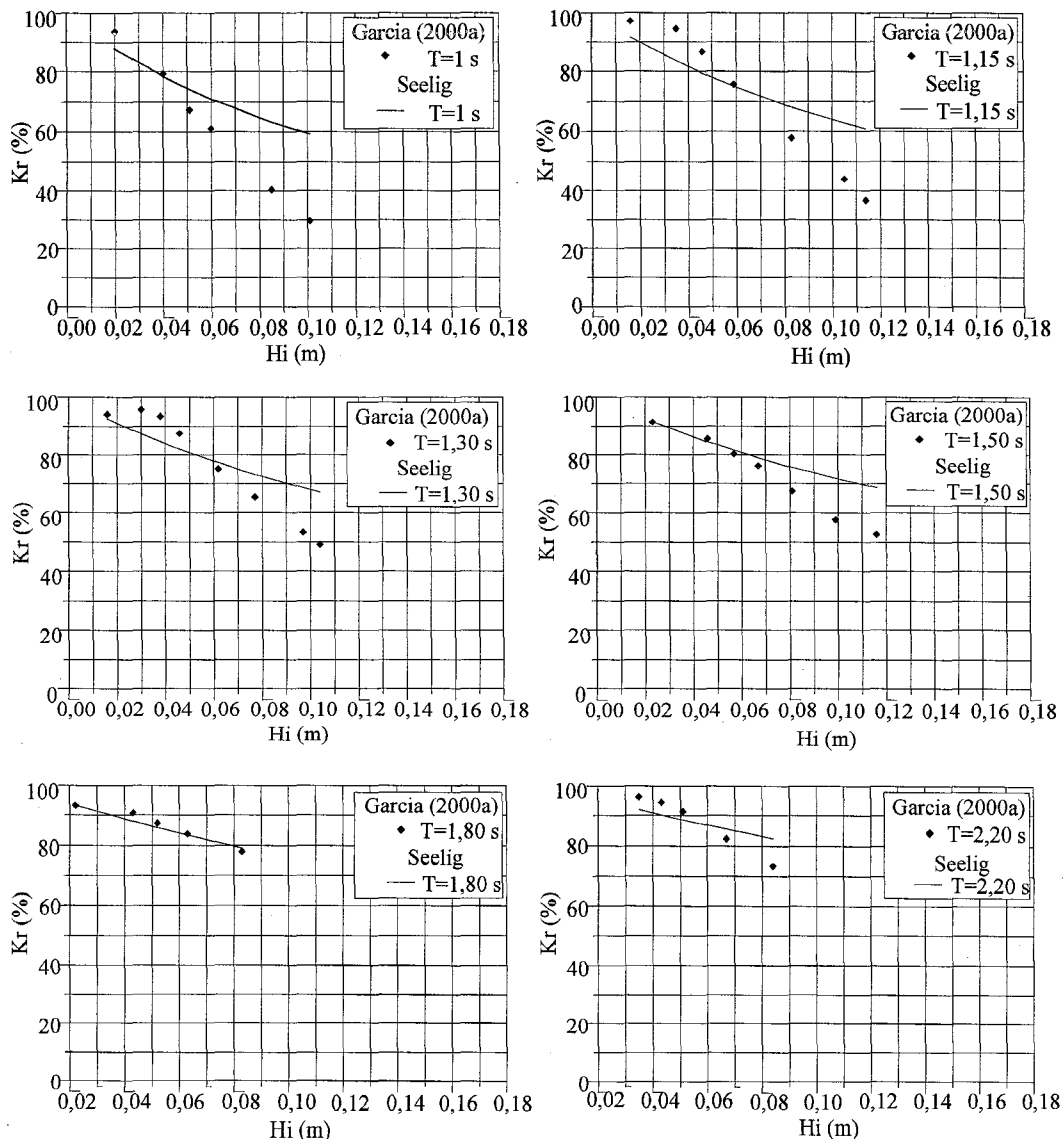 100
80
60
40
20
0
Kr (%)
Garcia (2000a)
T=1 s
Seelig
T=1 s
0,00 0,02 0,04 0,06 0,08 0,10 0,12 0,14 0,16 0,18
Hi (m)
100
80
60
40
20
0
Kr (%)
Garcia (2000a)
T=1,15 s
Seelig
T=1,15 s
0,00 0,02 0,04 0,06 0,08 0,10 0,12 0,14 0,16 0,18
Hi (m)
100
80
60
40
20
0
Kr (%)
Garcia (2000a)
T=1,30 s
Seelig
T=1,30 s
0,00 0,02 0,04 0,06 0,08 0,10 0,12 0,14 0,16 0,18
Hi (m)
100
80
60
40
20
0
Kr (%)
Garcia (2000a)
T=1,50 s
Seelig
T=1,50 s
0,00 0,02 0,04 0,06 0,08 0,10 0,12 0,14 0,16 0,18
Hi (m)
100
80
60
40
20
0
Kr (%)
Garcia (2000a)
T=1,80 s
Seelig
T=1,80 s
0,02 0,04 0,06 0,08 0,10 0,12 0,14 0,16 0,18
Hi (m)
100
80
60
40
20
0
Kr (%)
Garcia (2000a)
T=2,20 s
Seelig
T=2,20 s
0,02 0,04 0,06 0,08 0,10 0,12 0,14 0,16 0,18
Hi (m)